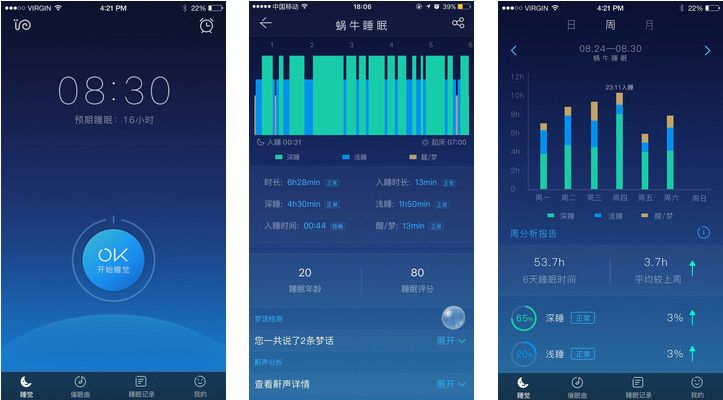 VIRGIN 4:21 PM 22%
08:30
预期睡眠：16小时
OK
开始睡觉
睡觉 催眠曲 睡眠记录 我的
中国移动 18:06 39%
蜗牛睡眠
1 2 3 4 5 6
入睡 00:31 起床 07:00
深睡 浅睡 醒/梦
时长: 6h28min 正常 入睡时长: 13min 正常
深睡: 4h30min 正常 浅睡: 1h50min 正常
入睡时间: 00:44 较晚 醒/梦: 13min 正常
20 80
睡眠年龄 睡眠评分
梦话检测
您一共说了2条梦话 展开
鼾声分析
查看鼾声详情 展开
VIRGIN 4:21 PM 22%
日 周 月
08.24—08.30
蜗牛睡眠
12h
10h
8h
6h
4h
2h
0
23:11入睡
周一 周二 周三 周四 周五 周六 周日
深睡 浅睡 醒/梦
周分析报告
53.7h 3.7h
6天睡眠时间 平均较上周
65% 深睡 正常 3%
20% 浅睡 正常 3%
睡觉 催眠曲 睡眠记录 我的